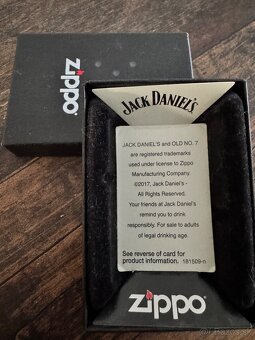 zippo
JACK DANIEL'S
JACK DANIEL'S and OLD NO. 7
are registered trademarks
used under license to Zippo
Manufacturing Company.
©2017, Jack Daniel's -
All Rights Reserved.
Your friends at Jack Daniel's
remind you to drink
responsibly. For sale to adults
of legal drinking age.
See reverse of card for
product information. 181509-n
zippo